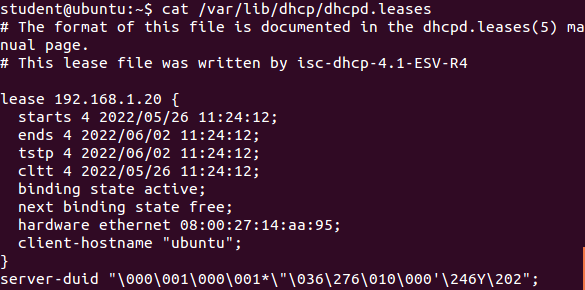 student@ubuntu:~$ cat /var/lib/dhcp/dhcpd.leases
# The format of this file is documented in the dhcpd.leases(5) ma
nual page.
# This lease file was written by isc-dhcp-4.1-ESV-R4
lease 192.168.1.20 {
  starts 4 2022/05/26 11:24:12;
  ends 4 2022/06/02 11:24:12;
  tstp 4 2022/06/02 11:24:12;
  cltt 4 2022/05/26 11:24:12;
  binding state active;
  next binding state free;
  hardware ethernet 08:00:27:14:aa:95;
  client-hostname "ubuntu";
}
server-duid "\000\001\000\001*\"\036\276\010\000'\246Y\202";